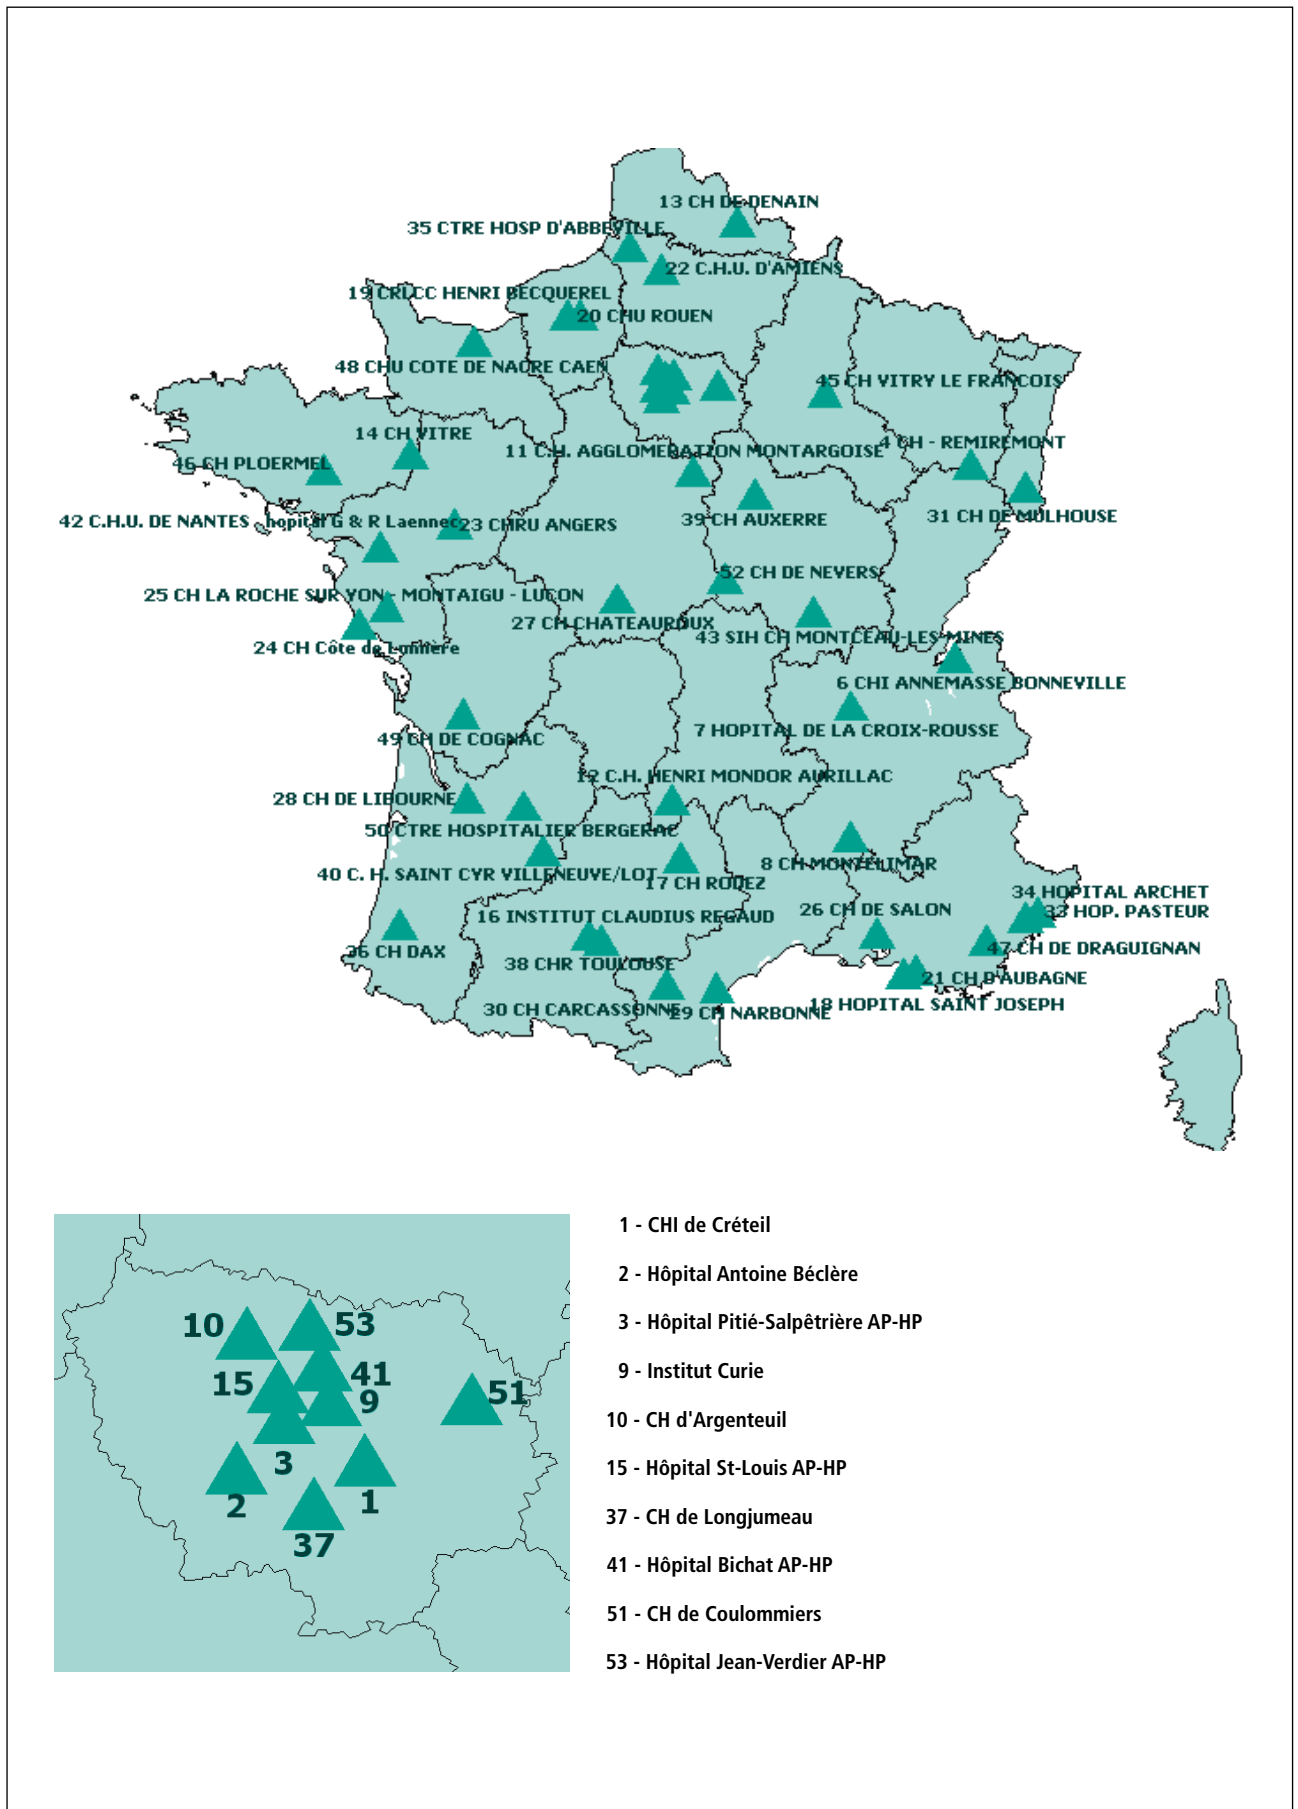 13 CH DE DENAIN
35 CTRE HOSP D'ABBEVILLE
22 C.H.U. D'AMIENS
19 CRLCC HENRI BECQUEREL
20 CHU ROUEN
48 CHU COTE DE NACRE CAEN
45 CH VITRY LE FRANCOIS
14 CH VITRE
11 C.H. AGGLOMERATION MONTARGOISE
4 CH - REMIREMONT
46 CH PLOERMEL
42 C.H.U. DE NANTES hopital G & R Laennec
23 CHRU ANGERS
39 CH AUXERRE
31 CH DE MULHOUSE
52 CH DE NEVERS
25 CH LA ROCHE SUR YON - MONTAIGU - LUCON
27 CH CHATEAUROUX
43 SIH CH MONTCEAU-LES-MINES
24 CH Côte de Lumière
6 CHI ANNEMASSE BONNEVILLE
7 HOPITAL DE LA CROIX-ROUSSE
49 CH DE COGNAC
12 C.H. HENRI MONDOR AURILLAC
28 CH DE LIBOURNE
50 CTRE HOSPITALIER BERGERAC
8 CH MONTELIMAR
40 C. H. SAINT CYR VILLENEUVE/LOT
17 CH RODEZ
34 HOPITAL ARCHET
33 HOP. PASTEUR
26 CH DE SALON
16 INSTITUT CLAUDIUS REGAUD
47 CH DE DRAGUIGNAN
36 CH DAX
38 CHR TOULOUSE
21 CH D'AUBAGNE
18 HOPITAL SAINT JOSEPH
30 CH CARCASSONNE
29 CH NARBONNE
10
53
15
41
9
51
3
2
1
37
1 - CHI de Créteil
2 - Hôpital Antoine Béclère
3 - Hôpital Pitié-Salpêtrière AP-HP
9 - Institut Curie
10 - CH d'Argenteuil
15 - Hôpital St-Louis AP-HP
37 - CH de Longjumeau
41 - Hôpital Bichat AP-HP
51 - CH de Coulommiers
53 - Hôpital Jean-Verdier AP-HP